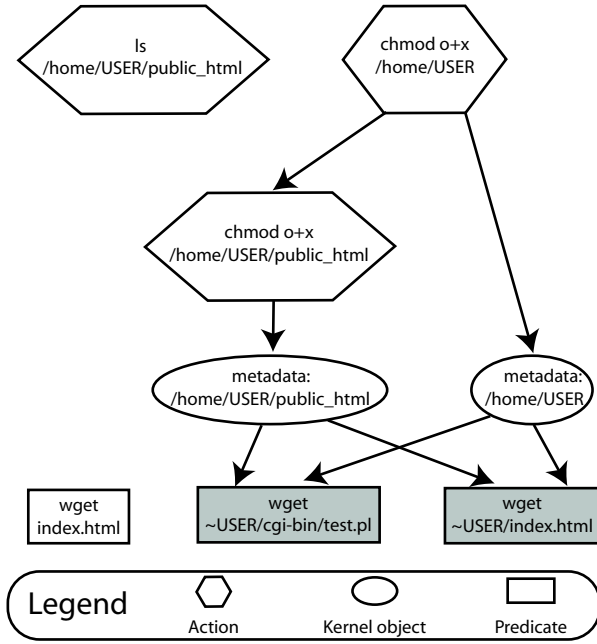 ls
/home/USER/public_html
chmod o+x
/home/USER
chmod o+x
/home/USER/public_html
metadata:
/home/USER/public_html
metadata:
/home/USER
wget
index.html
wget
~USER/cgi-bin/test.pl
wget
~USER/index.html
Legend
Action
Kernel object
Predicate